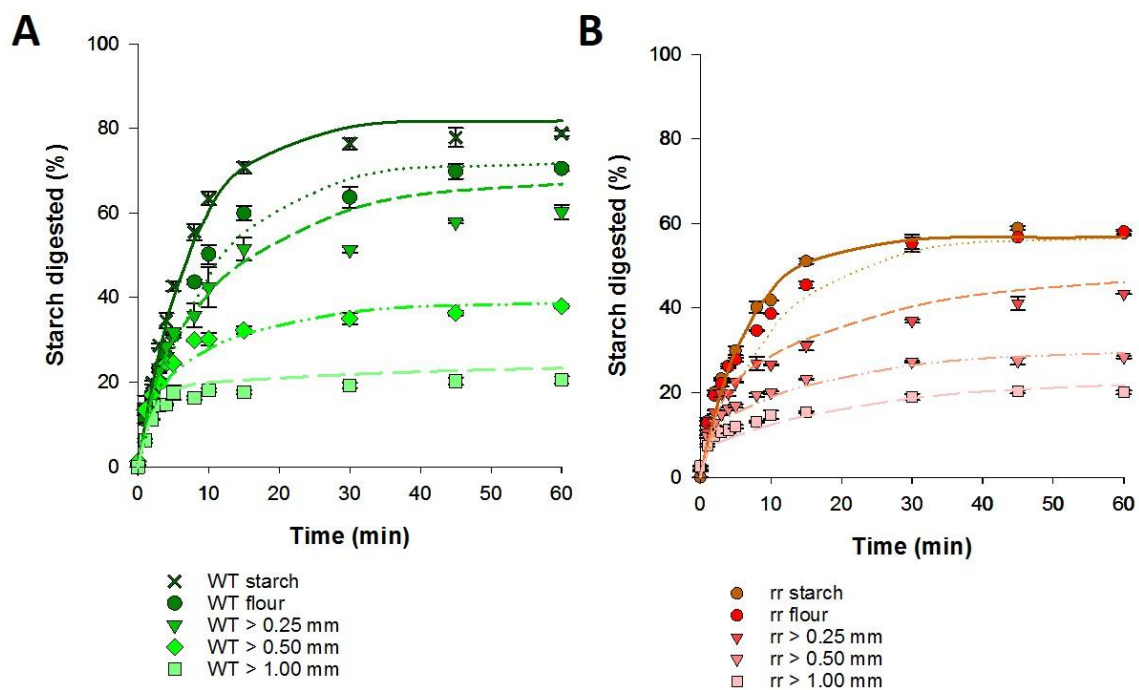 A
Starch digested (%)
100
80
60
40
20
0
0 10 20 30 40 50 60
Time (min)
WT starch
WT flour
WT > 0.25 mm
WT > 0.50 mm
WT > 1.00 mm
B
Starch digested (%)
100
80
60
40
20
0
0 10 20 30 40 50 60
Time (min)
rr starch
rr flour
rr > 0.25 mm
rr > 0.50 mm
rr > 1.00 mm